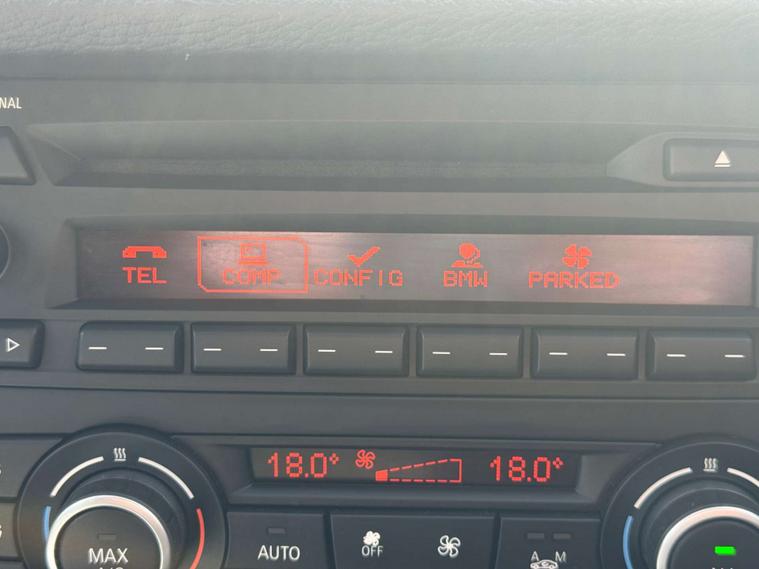 NAL
TEL COMP CONFIG BMW PARKED
18.0° 18.0°
MAX AUTO OFF A M